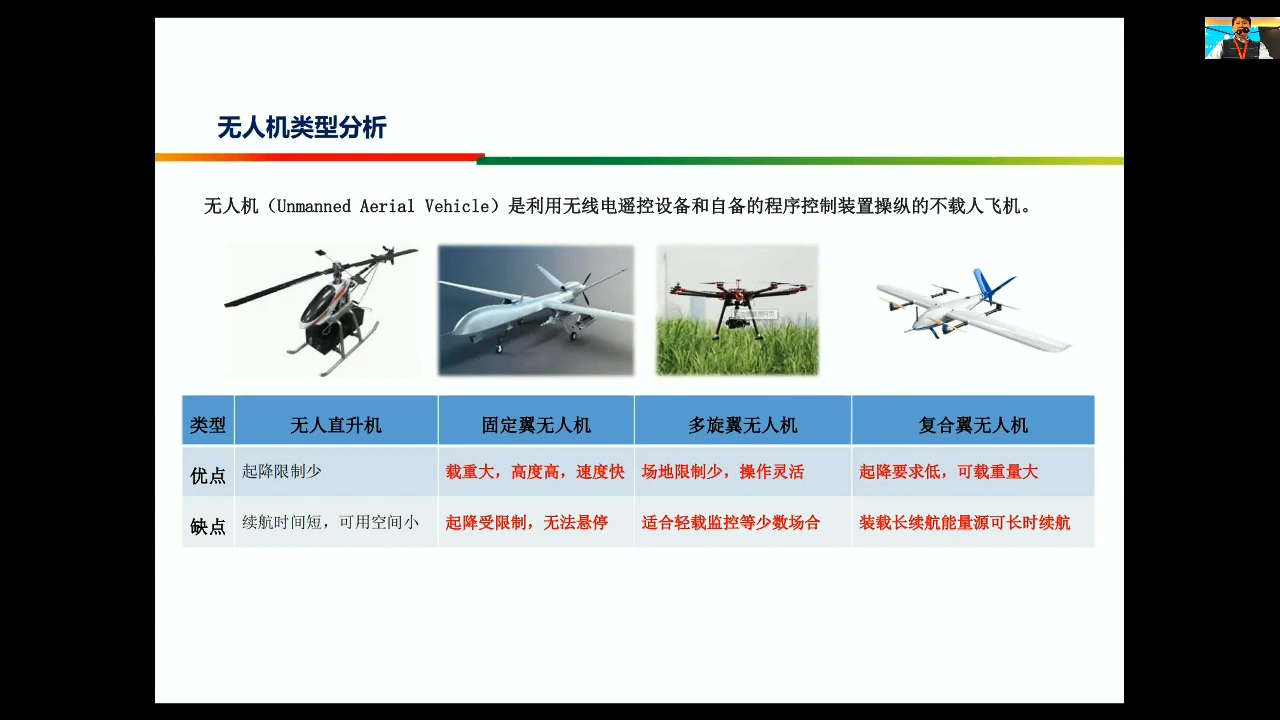 无人机类型分析
无人机（Unmanned Aerial Vehicle）是利用无线电遥控设备和自备的程序控制装置操纵的不载人飞机。
类型 无人直升机 固定翼无人机 多旋翼无人机 复合翼无人机
优点 起降限制少 载重大，高度高，速度快 场地限制少，操作灵活 起降要求低，可载重量大
缺点 续航时间短，可用空间小 起降受限制，无法悬停 适合轻载监控等少数场合 装载长续航能量源可长时续航